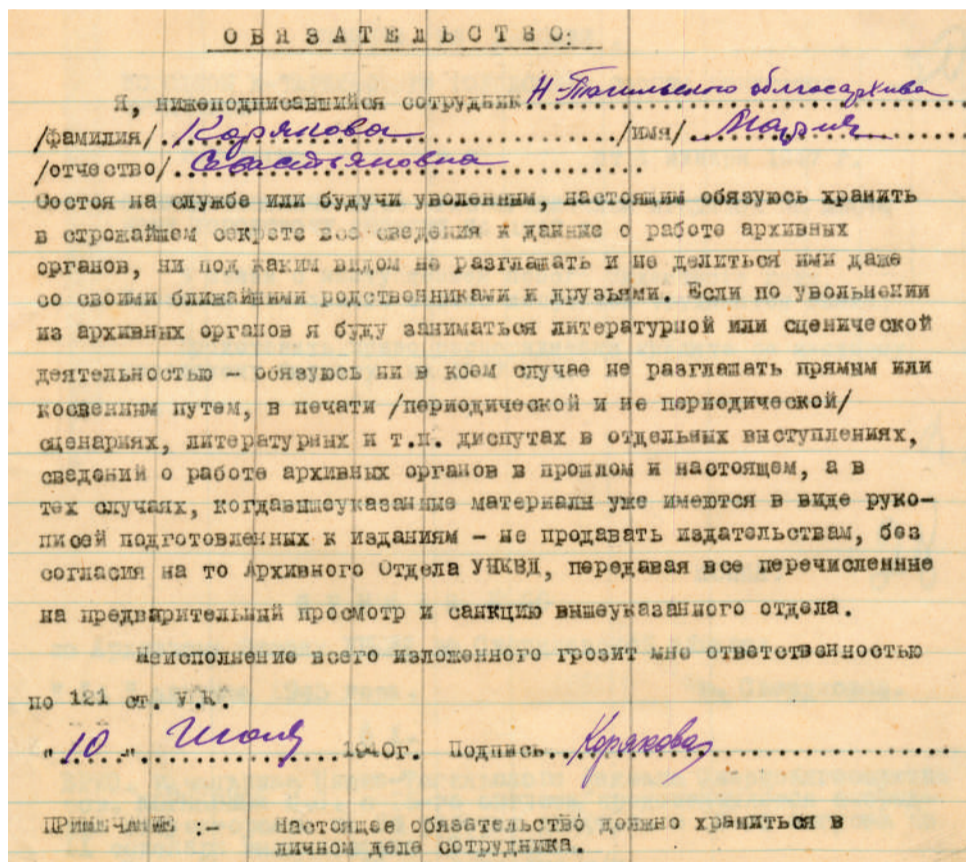 ОБЯЗАТЕЛЬСТВО:
Я, нижеподписавшийся сотрудник Н-Тагильского облгосархива
/фамилия/ Корякова /имя/ Мария
/отчество/ Севастьяновна
Состоя на службе или будучи уволенным, настоящим обязуюсь хранить
в строжайшем секрете все сведения и данные о работе архивных
органов, ни под каким видом не разглашать и не делиться ими даже
со своими ближайшими родственниками и друзьями. Если по увольнении
из архивных органов я буду заниматься литературной или сценической
деятельностью – обязуюсь ни в коем случае не разглашать прямым или
косвенным путем, в печати /периодической и не периодической/
сценариях, литературных и т.п. диспутах в отдельных выступлениях,
сведений о работе архивных органов в прошлом и настоящем, а в
тех случаях, когдавышеуказанные материалы уже имеются в виде руко-
писей подготовленных к изданиям – не продавать издательствам, без
согласия на то Архивного Отдела УНКВД, передавая все перечисленные
на предварительный просмотр и санкцию вышеуказанного отдела.
Неисполнение всего изложенного грозит мне ответственностью
по 121 ст. У.К.
"10" Июля 1940г. Подпись Корякова
ПРИМЕЧАНИЕ :- Настоящее обязательство должно храниться в
личном деле сотрудника.